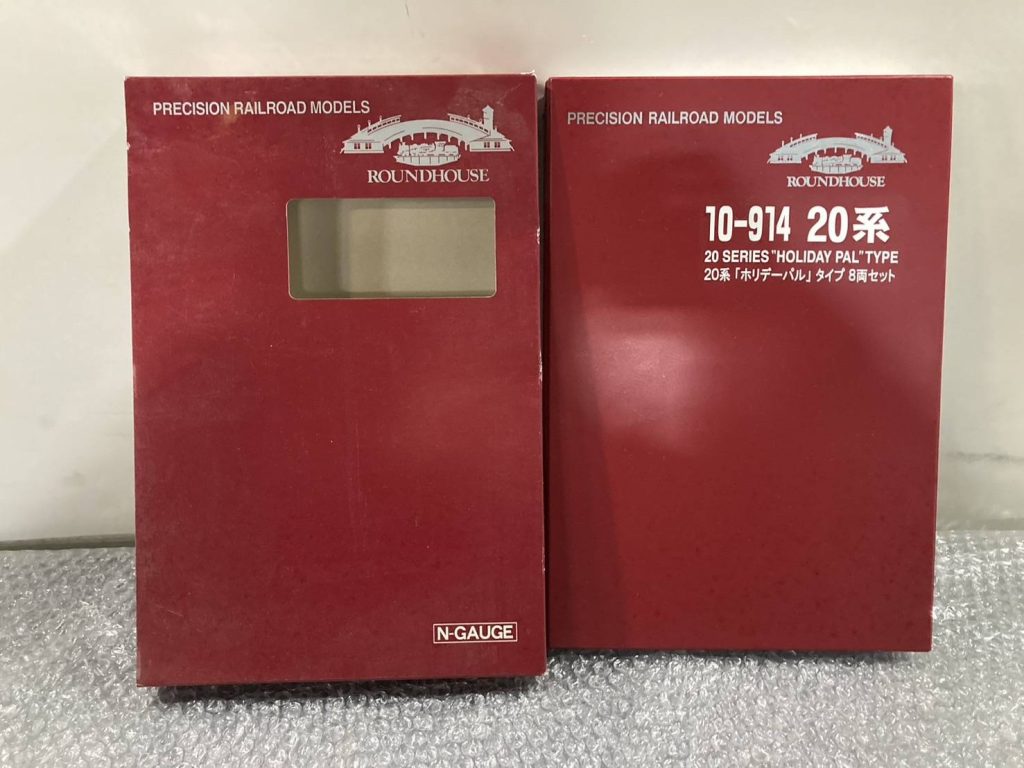 PRECISION RAILROAD MODELS
ROUNDHOUSE
N-GAUGE
PRECISION RAILROAD MODELS
ROUNDHOUSE
10-914 20系
20 SERIES "HOLIDAY PAL" TYPE
20系「ホリデーパル」タイプ 8両セット